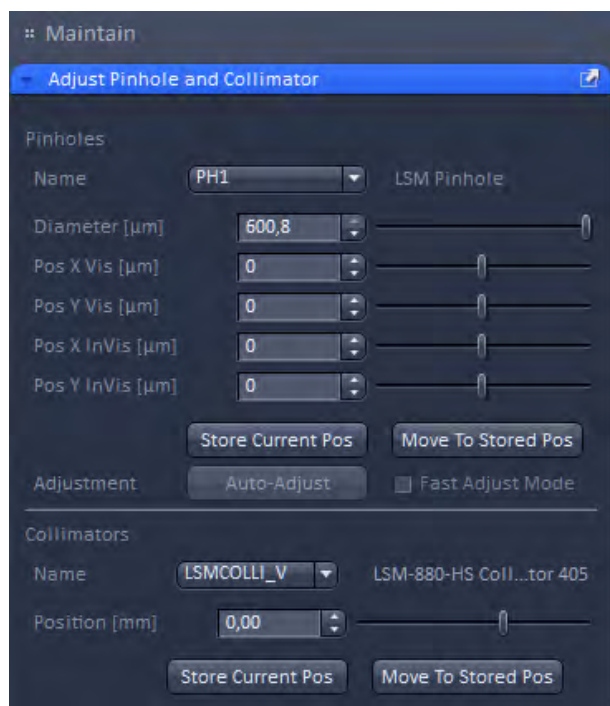 Maintain
Adjust Pinhole and Collimator
Pinholes
Name PH1 LSM Pinhole
Diameter [µm] 600,8
Pos X Vis [µm] 0
Pos Y Vis [µm] 0
Pos X InVis [µm] 0
Pos Y InVis [µm] 0
Store Current Pos Move To Stored Pos
Adjustment Auto-Adjust Fast Adjust Mode
Collimators
Name LSMCOLLI_V LSM-880-HS Coll...tor 405
Position [mm] 0,00
Store Current Pos Move To Stored Pos